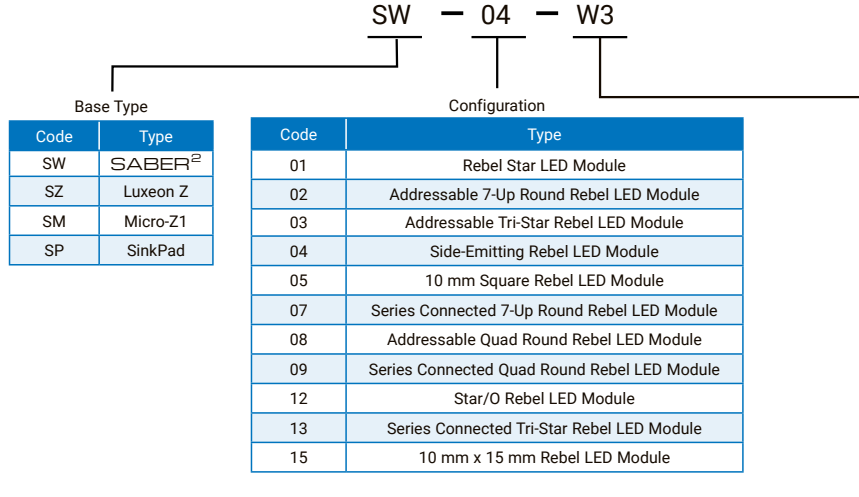 SW – 04 – W3
Base Type
Code Type
SW SABER²
SZ Luxeon Z
SM Micro-Z1
SP SinkPad
Configuration
Code Type
01 Rebel Star LED Module
02 Addressable 7-Up Round Rebel LED Module
03 Addressable Tri-Star Rebel LED Module
04 Side-Emitting Rebel LED Module
05 10 mm Square Rebel LED Module
07 Series Connected 7-Up Round Rebel LED Module
08 Addressable Quad Round Rebel LED Module
09 Series Connected Quad Round Rebel LED Module
12 Star/O Rebel LED Module
13 Series Connected Tri-Star Rebel LED Module
15 10 mm x 15 mm Rebel LED Module